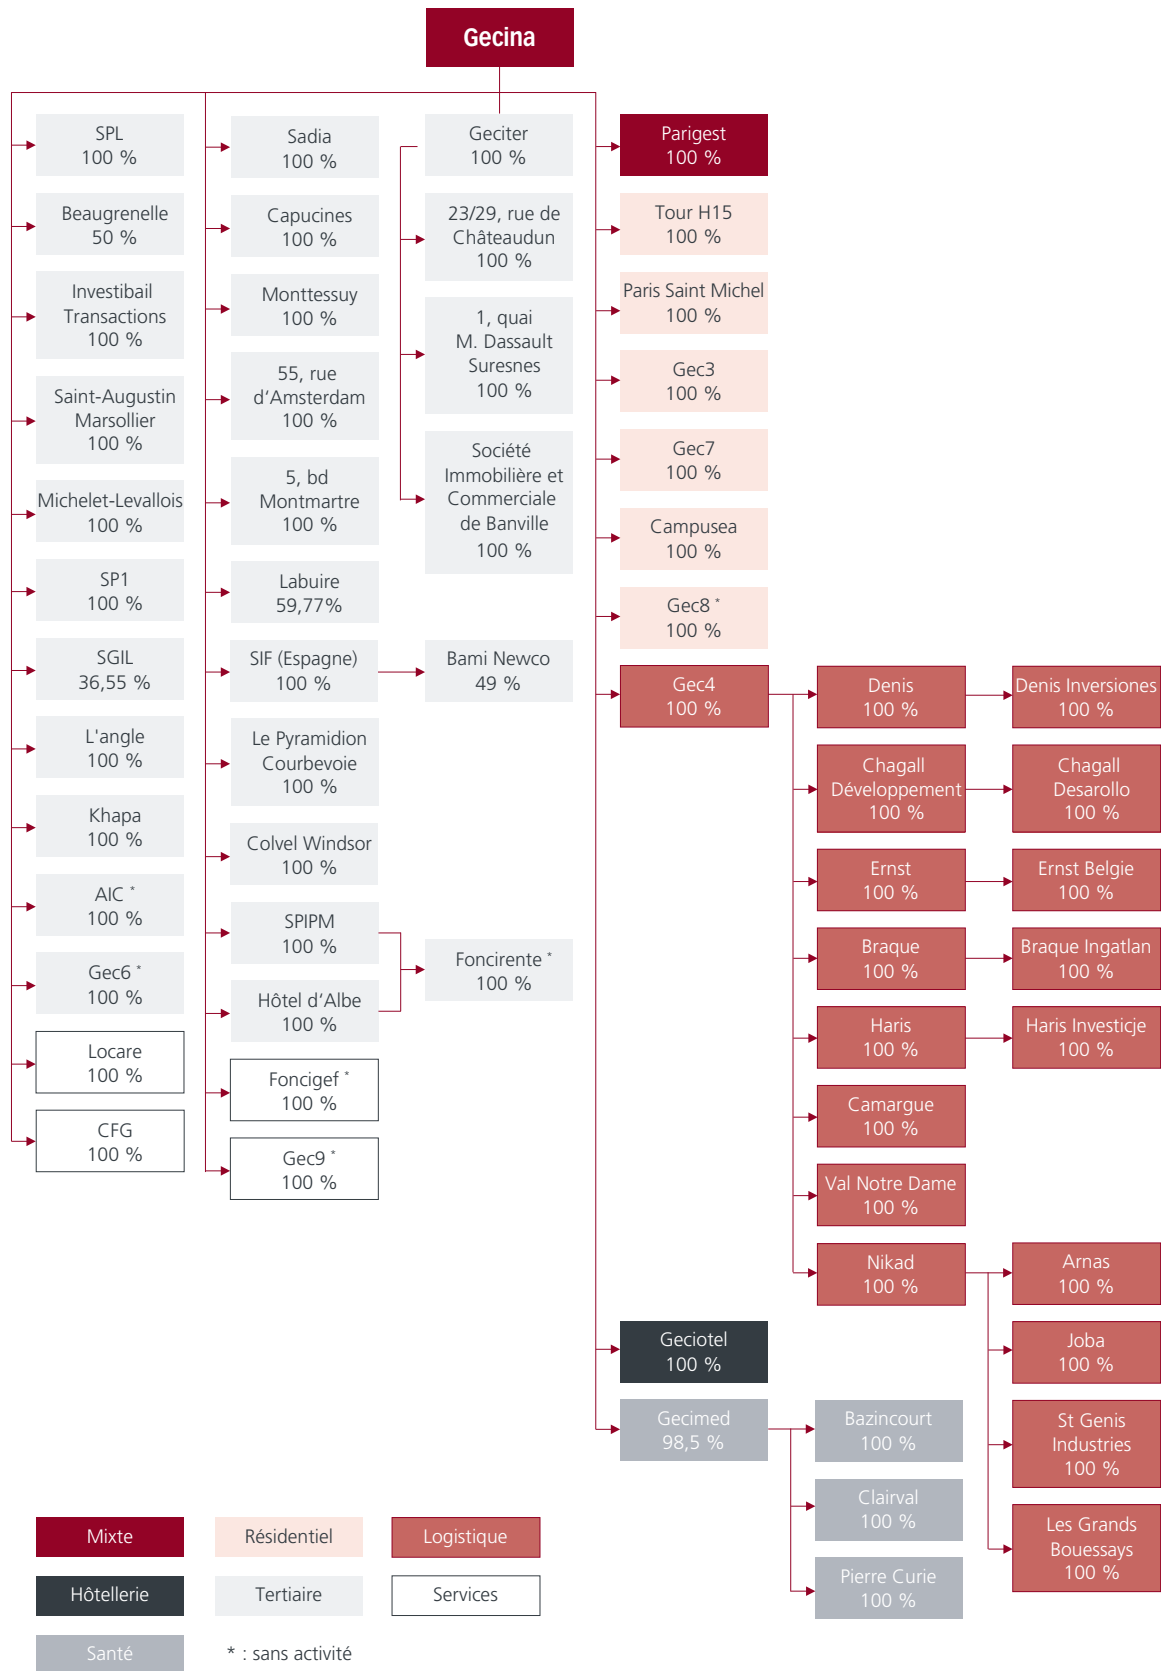 Gecina
SPL
100 %
Beaugrenelle
50 %
Investibail
Transactions
100 %
Saint-Augustin
Marsollier
100 %
Michelet-Levallois
100 %
SP1
100 %
SGIL
36,55 %
L'angle
100 %
Khapa
100 %
AIC *
100 %
Gec6 *
100 %
Locare
100 %
CFG
100 %
Sadia
100 %
Capucines
100 %
Monttessuy
100 %
55, rue
d’Amsterdam
100 %
5, bd
Montmartre
100 %
Labuire
59,77%
SIF (Espagne)
100 %
Le Pyramidion
Courbevoie
100 %
Colvel Windsor
100 %
SPIPM
100 %
Hôtel d’Albe
100 %
Foncigef *
100 %
Gec9 *
100 %
Geciter
100 %
23/29, rue de
Châteaudun
100 %
1, quai
M. Dassault
Suresnes
100 %
Société
Immobilière et
Commerciale
de Banville
100 %
Bami Newco
49 %
Foncirente *
100 %
Parigest
100 %
Tour H15
100 %
Paris Saint Michel
100 %
Gec3
100 %
Gec7
100 %
Campusea
100 %
Gec8 *
100 %
Gec4
100 %
Geciotel
100 %
Gecimed
98,5 %
Denis
100 %
Chagall
Développement
100 %
Ernst
100 %
Braque
100 %
Haris
100 %
Camargue
100 %
Val Notre Dame
100 %
Nikad
100 %
Bazincourt
100 %
Clairval
100 %
Pierre Curie
100 %
Denis Inversiones
100 %
Chagall
Desarollo
100 %
Ernst Belgie
100 %
Braque Ingatlan
100 %
Haris Investicje
100 %
Arnas
100 %
Joba
100 %
St Genis
Industries
100 %
Les Grands
Bouessays
100 %
Mixte
Résidentiel
Logistique
Hôtellerie
Tertiaire
Services
Santé
* : sans activité